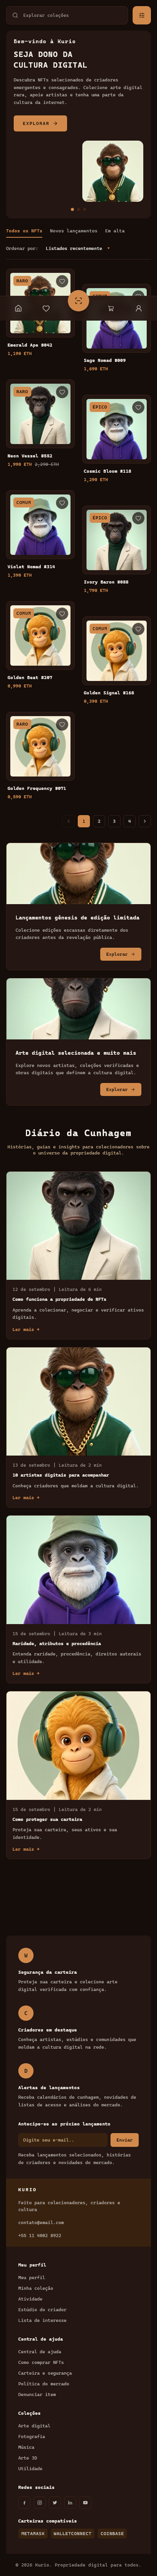 Explorar coleções
Bem-vindo à Kurio
SEJA DONO DA
CULTURA DIGITAL
Descubra NFTs selecionados de criadores
emergentes e consagrados. Colecione arte digital
rara, apoie artistas e tenha uma parte da
cultura da internet.
EXPLORAR →
Todos os NFTs
Novos lançamentos
Em alta
Ordenar por:
Listados recentemente
RARO
Emerald Ape #042
1,180 ETH
Sage Nomad #009
1,690 ETH
RARO
Noir Vessel #552
1,990 ETH 2,290 ETH
ÉPICO
Cosmic Bloom #118
1,290 ETH
COMUM
Violet Nomad #314
1,390 ETH
ÉPICO
Ivory Baron #088
1,790 ETH
COMUM
Golden Beat #207
0,990 ETH
COMUM
Golden Signal #168
0,390 ETH
RARO
Golden Frequency #071
0,590 ETH
1 2 3 4
Lançamentos gênesis de edição limitada
Colecione edições escassas diretamente dos
criadores antes da revelação pública.
Explorar →
Arte digital selecionada e muito mais
Explore novos artistas, coleções verificadas e
obras digitais que definem a cultura digital.
Explorar →
Diário da Cunhagem
Histórias, guias e insights para colecionadores sobre
o universo da propriedade digital.
12 de setembro | Leitura de 6 min
Como funciona a propriedade de NFTs
Aprenda a colecionar, negociar e verificar ativos
digitais.
Ler mais →
13 de setembro | Leitura de 2 min
10 artistas digitais para acompanhar
Conheça criadores que moldam a cultura digital.
Ler mais →
15 de setembro | Leitura de 3 min
Raridade, atributos e procedência
Entenda raridade, procedência, direitos autorais
e utilidade.
Ler mais →
15 de setembro | Leitura de 2 min
Como proteger sua carteira
Proteja sua carteira, seus ativos e sua
identidade.
Ler mais →
W
Segurança da carteira
Proteja sua carteira e colecione arte
digital verificada com confiança.
C
Criadores em destaque
Conheça artistas, estúdios e comunidades que
moldam a cultura digital na rede.
D
Alertas de lançamentos
Receba calendários de cunhagem, novidades de
listas de acesso e análises do mercado.
Antecipe-se ao próximo lançamento
Digite seu e-mail...
Enviar
Receba lançamentos selecionados, histórias
de criadores e novidades do mercado.
KURIO
Feito para colecionadores, criadores e
cultura
contato@email.com
+55 11 4002 8922
Meu perfil
Meu perfil
Minha coleção
Atividade
Estúdio do criador
Lista de interesse
Central de ajuda
Central de ajuda
Como comprar NFTs
Carteira e segurança
Política do mercado
Denunciar item
Coleções
Arte digital
Fotografia
Música
Arte 3D
Utilidade
Redes sociais
Carteiras compatíveis
METAMASK WALLETCONNECT COINBASE
© 2026 Kurio. Propriedade digital para todos.